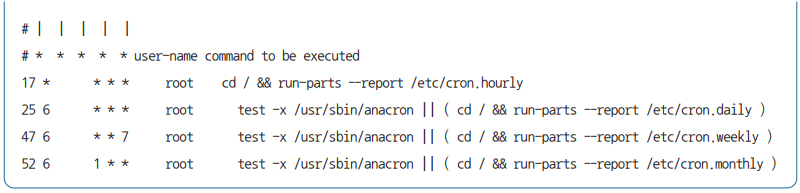 # |  |  |  |  |
# *  *  *  *  * user-name command to be executed
17 *      * * *      root      cd / && run-parts --report /etc/cron.hourly
25 6      * * *      root      test -x /usr/sbin/anacron || ( cd / && run-parts --report /etc/cron.daily )
47 6      * * 7      root      test -x /usr/sbin/anacron || ( cd / && run-parts --report /etc/cron.weekly )
52 6      1 * *      root      test -x /usr/sbin/anacron || ( cd / && run-parts --report /etc/cron.monthly )